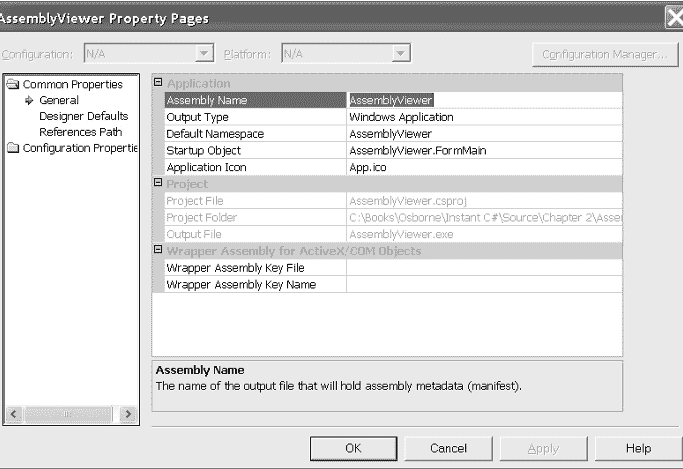 AssemblyViewer Property Pages
Configuration: N/A Platform: N/A Configuration Manager...
Common Properties
General
Designer Defaults
References Path
Configuration Propertie
Application
Assembly Name AssemblyViewer
Output Type Windows Application
Default Namespace AssemblyViewer
Startup Object AssemblyViewer.FormMain
Application Icon App.ico
Project
Project File AssemblyViewer.csproj
Project Folder C:\Books\Osborne\Instant C#\Source\Chapter 2\Asser
Output File AssemblyViewer.exe
Wrapper Assembly for ActiveX/COM Objects
Wrapper Assembly Key File
Wrapper Assembly Key Name
Assembly Name
The name of the output file that will hold assembly metadata (manifest).
OK Cancel Apply Help